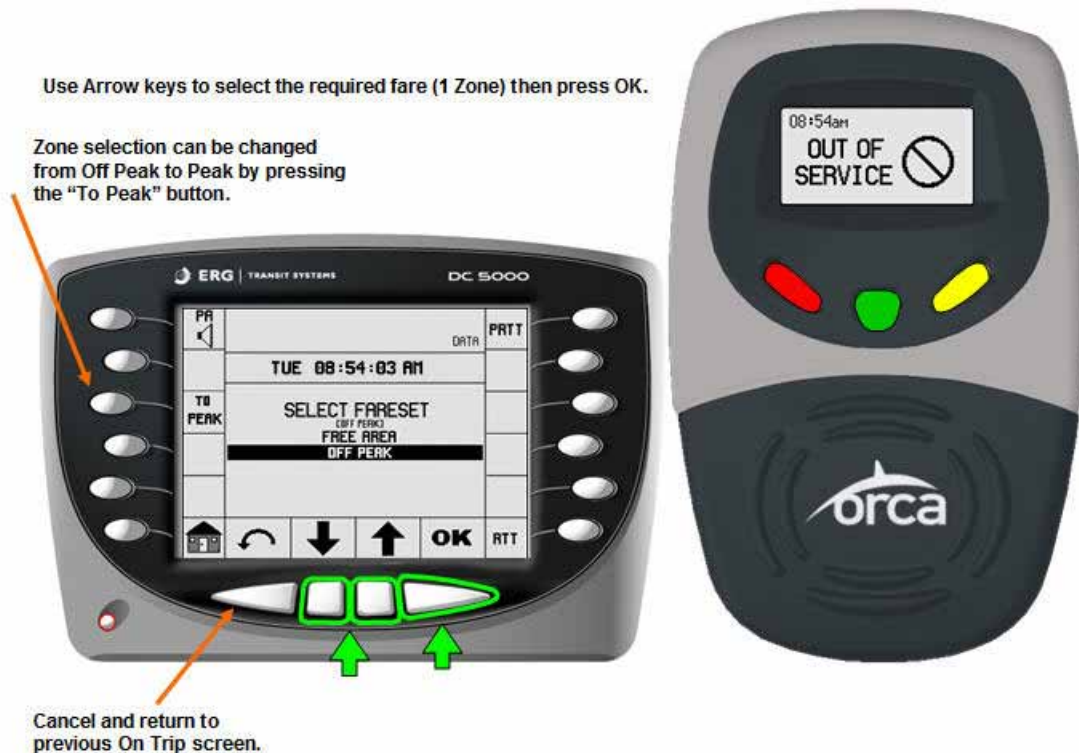 Use Arrow keys to select the required fare (1 Zone) then press OK.
Zone selection can be changed
from Off Peak to Peak by pressing
the “To Peak” button.
ERG | TRANSIT SYSTEMS
DC 5000
PA
DATA
PRTT
TUE 08:54:03 AM
TO
PEAK
SELECT FARESET
[OFF PEAK]
FREE AREA
OFF PEAK
OK
RTT
Cancel and return to
previous On Trip screen.
08:54am
OUT OF
SERVICE
orca